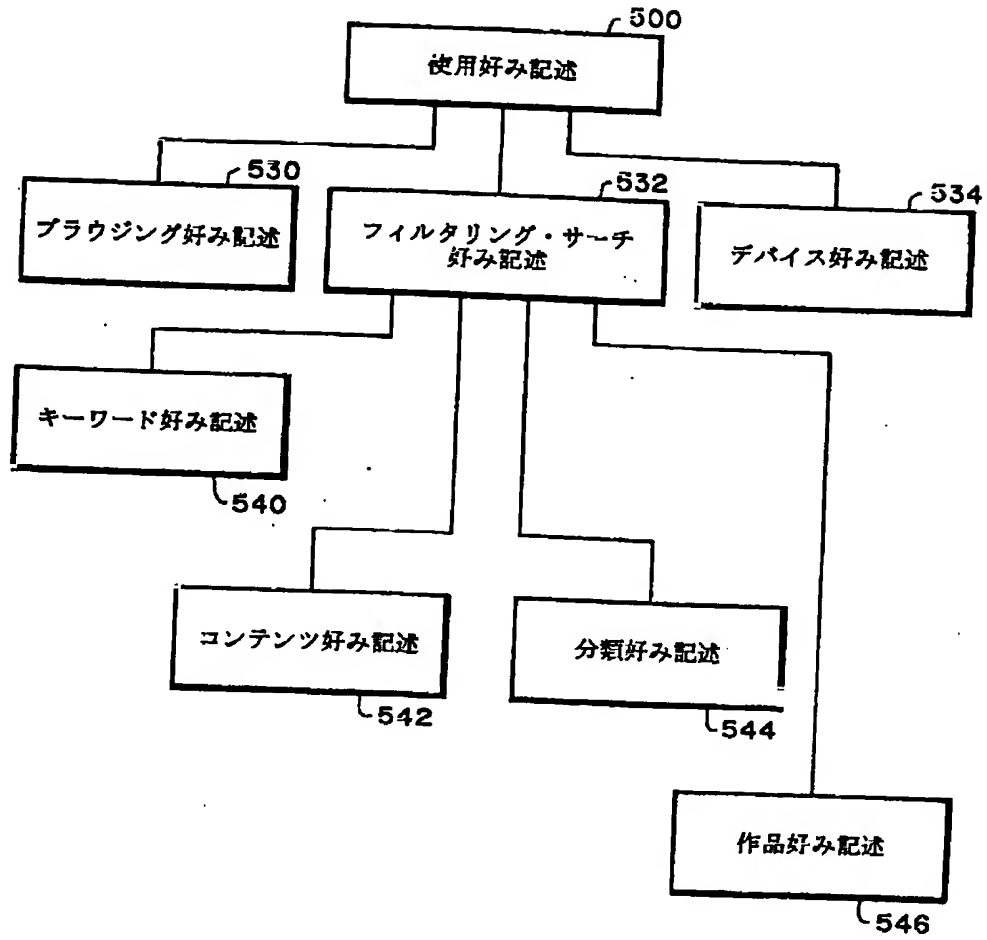 500
使用好み記述
530
ブラウジング好み記述
532
フィルタリング・サーチ
好み記述
534
デバイス好み記述
キーワード好み記述
540
コンテンツ好み記述
542
分類好み記述
544
作品好み記述
546